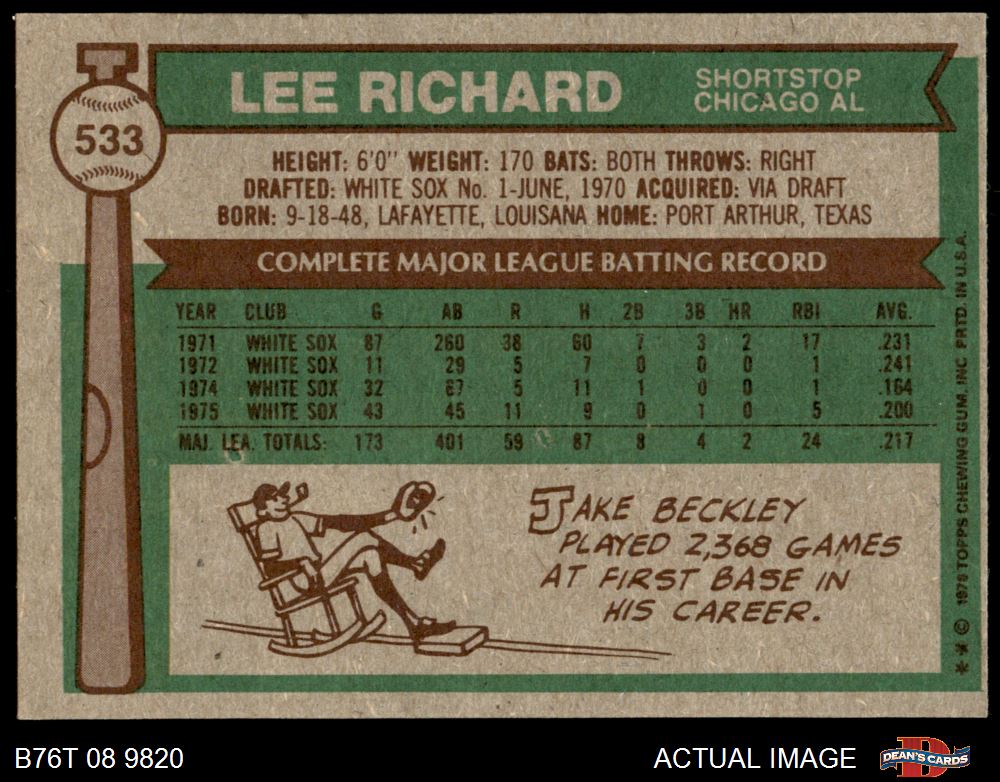 533
LEE RICHARD
SHORTSTOP
CHICAGO AL
HEIGHT: 6'0" WEIGHT: 170 BATS: BOTH THROWS: RIGHT
DRAFTED: WHITE SOX No. 1-JUNE, 1970 ACQUIRED: VIA DRAFT
BORN: 9-18-48, LAFAYETTE, LOUISANA HOME: PORT ARTHUR, TEXAS
COMPLETE MAJOR LEAGUE BATTING RECORD
YEAR CLUB G AB R H 2B 3B HR RBI AVG.
1971 WHITE SOX 87 260 38 60 7 3 2 17 .231
1972 WHITE SOX 11 29 5 7 0 0 0 1 .241
1974 WHITE SOX 32 67 5 11 1 0 0 1 .164
1975 WHITE SOX 43 45 11 9 0 1 0 5 .200
MAJ. LEA. TOTALS: 173 401 59 87 8 4 2 24 .217
JAKE BECKLEY
PLAYED 2,368 GAMES
AT FIRST BASE IN
HIS CAREER.
* * © 1976 TOPPS CHEWING GUM, INC. PRTD. IN U.S.A.
B76T 08 9820
ACTUAL IMAGE
DEAN'S CARDS